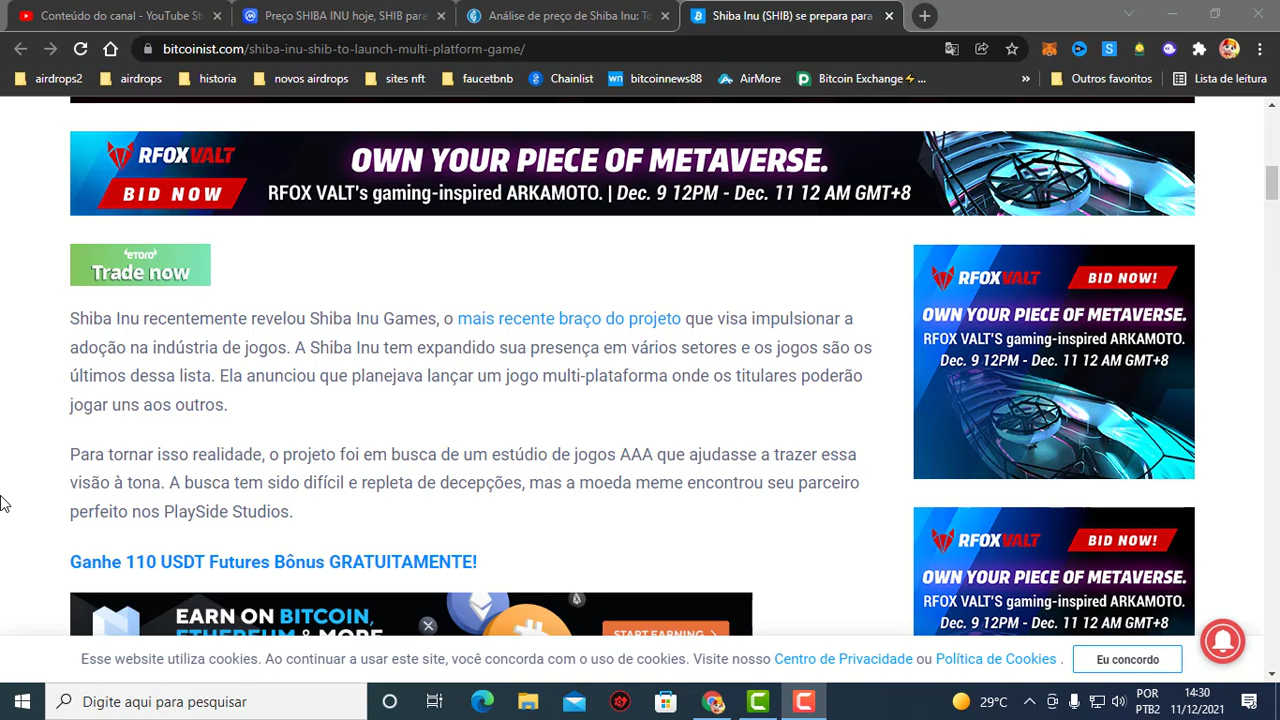 Conteúdo do canal - YouTube St
Preço SHIBA INU hoje, SHIB para
Análise de preço de Shiba Inu: To
Shiba Inu (SHIB) se prepara para
bitcoinist.com/shiba-inu-shib-to-launch-multi-platform-game/
airdrops2
airdrops
historia
novos airdrops
sites nft
faucetbnb
Chainlist
wn bitcoinnews88
AirMore
Bitcoin Exchange⚡...
»
Outros favoritos
Lista de leitura
RFOXVALT
BID NOW
OWN YOUR PIECE OF METAVERSE.
RFOX VALT's gaming-inspired ARKAMOTO. | Dec. 9 12PM - Dec. 11 12 AM GMT+8
eToro
Trade now
Shiba Inu recentemente revelou Shiba Inu Games, o mais recente braço do projeto que visa impulsionar a
adoção na indústria de jogos. A Shiba Inu tem expandido sua presença em vários setores e os jogos são os
últimos dessa lista. Ela anunciou que planejava lançar um jogo multi-plataforma onde os titulares poderão
jogar uns aos outros.
Para tornar isso realidade, o projeto foi em busca de um estúdio de jogos AAA que ajudasse a trazer essa
visão à tona. A busca tem sido difícil e repleta de decepções, mas a moeda meme encontrou seu parceiro
perfeito nos PlaySide Studios.
Ganhe 110 USDT Futures Bônus GRATUITAMENTE!
EARN ON BITCOIN,
ETHEREUM & MORE
START EARNING >
RFOXVALT
BID NOW!
OWN YOUR PIECE OF METAVERSE.
RFOX VALT's gaming-inspired ARKAMOTO.
Dec. 9 12PM - Dec. 11 12 AM GMT+8
RFOXVALT
BID NOW!
OWN YOUR PIECE OF METAVERSE.
RFOX VALT's gaming-inspired ARKAMOTO.
Dec. 9 12PM - Dec. 11 12 AM GMT+8
Esse website utiliza cookies. Ao continuar a usar este site, você concorda com o uso de cookies. Visite nosso Centro de Privacidade ou Política de Cookies .
Eu concordo
Digite aqui para pesquisar
29°C
POR
PTB2
14:30
11/12/2021